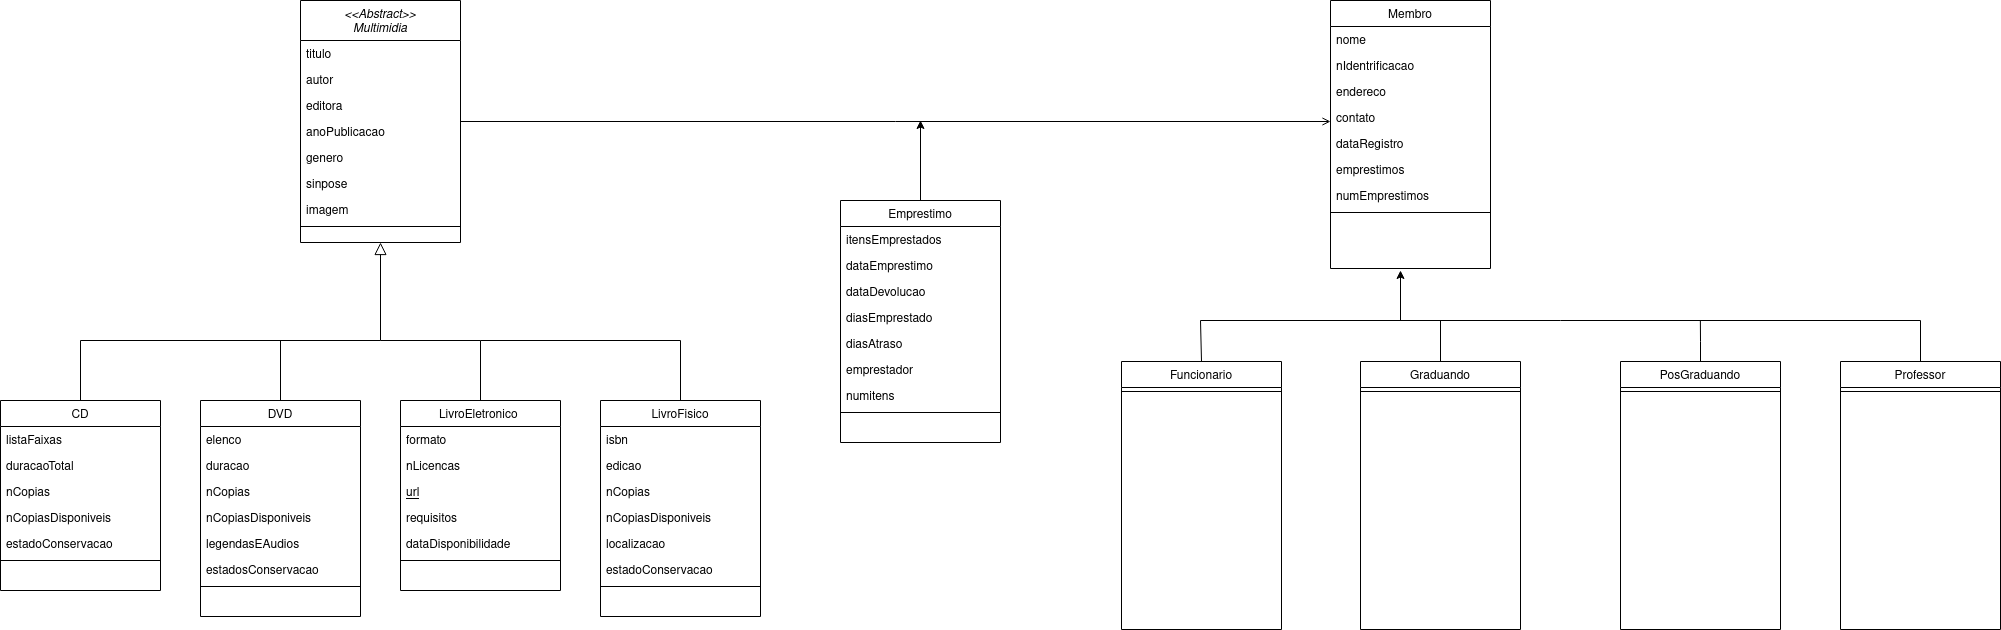 <<Abstract>>
Multimidia
titulo
autor
editora
anoPublicacao
genero
sinpose
imagem
Membro
nome
nIdentrificacao
endereco
contato
dataRegistro
emprestimos
numEmprestimos
Emprestimo
itensEmprestados
dataEmprestimo
dataDevolucao
diasEmprestado
diasAtraso
emprestador
numitens
CD
listaFaixas
duracaoTotal
nCopias
nCopiasDisponiveis
estadoConservacao
DVD
elenco
duracao
nCopias
nCopiasDisponiveis
legendasEAudios
estadosConservacao
LivroEletronico
formato
nLicencas
url
requisitos
dataDisponibilidade
LivroFisico
isbn
edicao
nCopias
nCopiasDisponiveis
localizacao
estadoConservacao
Funcionario
Graduando
PosGraduando
Professor